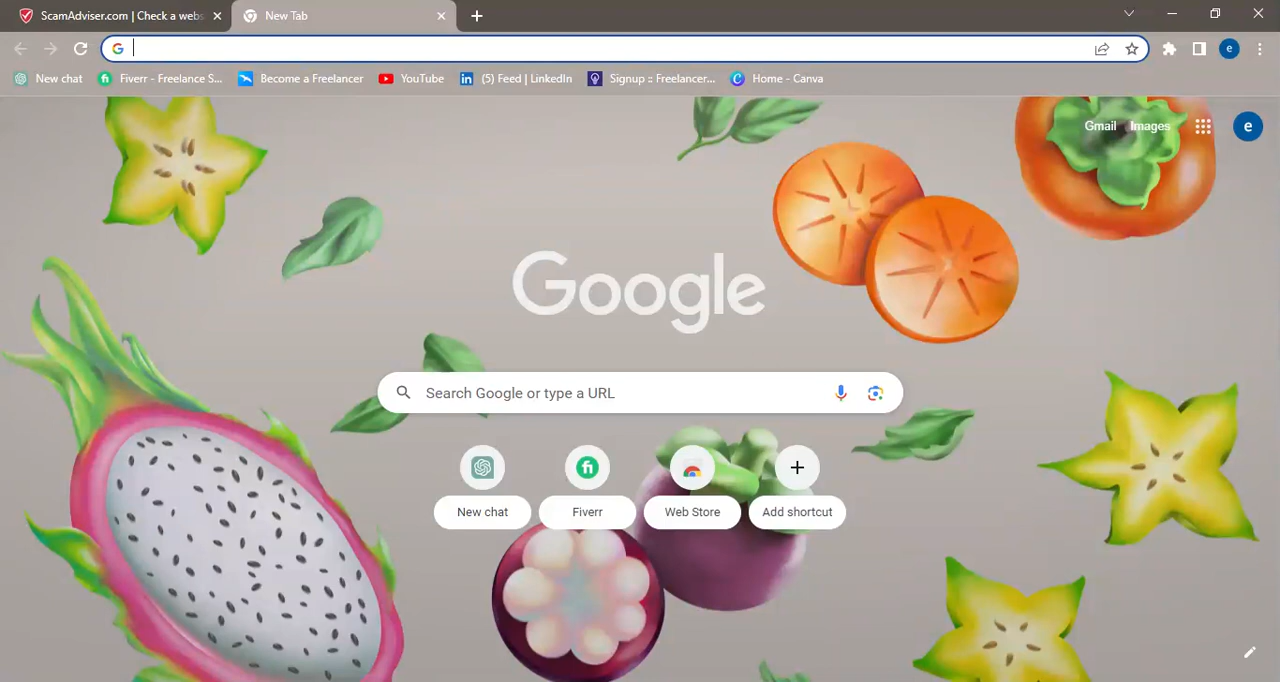 ScamAdviser.com | Check a webs
New Tab
New chat
Fiverr - Freelance S...
Become a Freelancer
YouTube
(5) Feed | LinkedIn
Signup :: Freelancer...
Home - Canva
e
Gmail
Images
e
Google
Search Google or type a URL
New chat
Fiverr
Web Store
Add shortcut